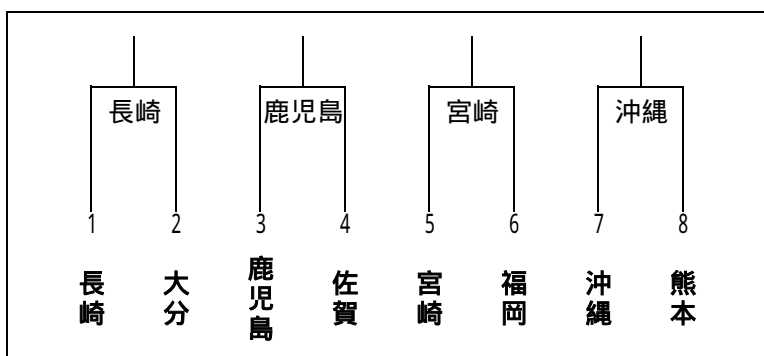 長崎 鹿児島 宮崎 沖縄
1 2 3 4 5 6 7 8
長崎 大分 鹿児島 佐賀 宮崎 福岡 沖縄 熊本